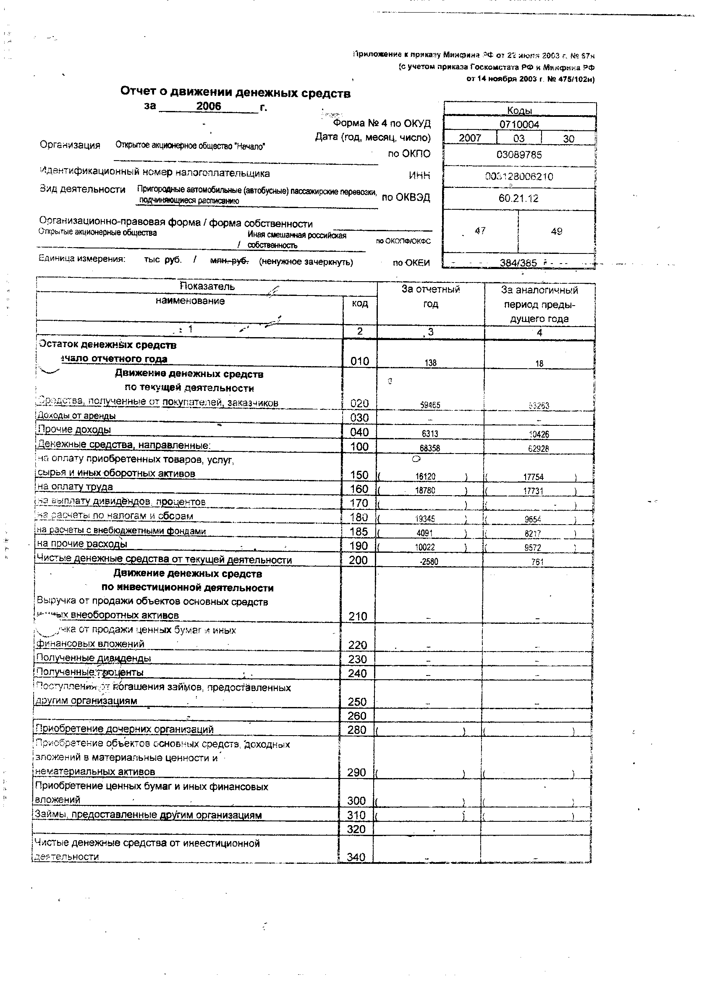 Приложение к приказу Минфина РФ от 22 июля 2003 г. № 67н
(с учетом приказа Госкомстата РФ и Минфина РФ
от 14 ноября 2003 г. № 475/102н)
Отчет о движении денежных средств
за 2006 г.
Коды
Форма № 4 по ОКУД 0710004
Дата (год, месяц, число) 2007 03 30
Организация Открытое акционерное общество "Начало"
по ОКПО 03089785
Идентификационный номер налогоплательщика ИНН 003128006210
Вид деятельности Пригородные автомобильные (автобусные) пассажирские перевозки,
подчиняющиеся расписанию по ОКВЭД 60.21.12
Организационно-правовая форма / форма собственности
Открытые акционерные общества / Иная смешанная российская
собственность по ОКОПФ/ОКФС 47 49
Единица измерения: тыс руб. / млн. руб. (ненужное зачеркнуть) по ОКЕИ 384/385
Показатель За отчетный За аналогичный
наименование код год период преды-
дущего года
1 2 3 4
Остаток денежных средств
чало отчетного года 010 138 18
Движение денежных средств
по текущей деятельности
Средства, полученные от покупателей, заказчиков 020 59465 53263
Доходы от аренды 030 – –
Прочие доходы 040 6313 10426
Денежные средства, направленные: 100 68358 62928
на оплату приобретенных товаров, услуг,
сырья и иных оборотных активов 150 ( 16120 ) ( 17754 )
на оплату труда 160 ( 18780 ) ( 17731 )
на выплату дивидендов, процентов 170 ( ) ( - )
на расчеты по налогам и сборам 180 ( 19345 ) ( 9654 )
на расчеты с внебюджетными фондами 185 ( 4091 ) ( 8217 )
на прочие расходы 190 ( 10022 ) ( 9572 )
Чистые денежные средства от текущей деятельности 200 -2580 761
Движение денежных средств
по инвестиционной деятельности
Выручка от продажи объектов основных средств
и иных внеоборотных активов 210 – –
чка от продажи ценных бумаг и иных
финансовых вложений 220 – –
Полученные дивиденды 230 – –
Полученные проценты 240 – –
Поступления от погашения займов, предоставленных
другим организациям 250 – –
260
Приобретение дочерних организаций 280 ( ) ( )
Приобретение объектов основных средств, доходных
вложений в материальные ценности и
нематериальных активов 290 ( ) ( )
Приобретение ценных бумаг и иных финансовых
вложений 300 ( ) ( )
Займы, предоставленные другим организациям 310 ( ) ( )
320
Чистые денежные средства от инвестиционной
деятельности 340 – –